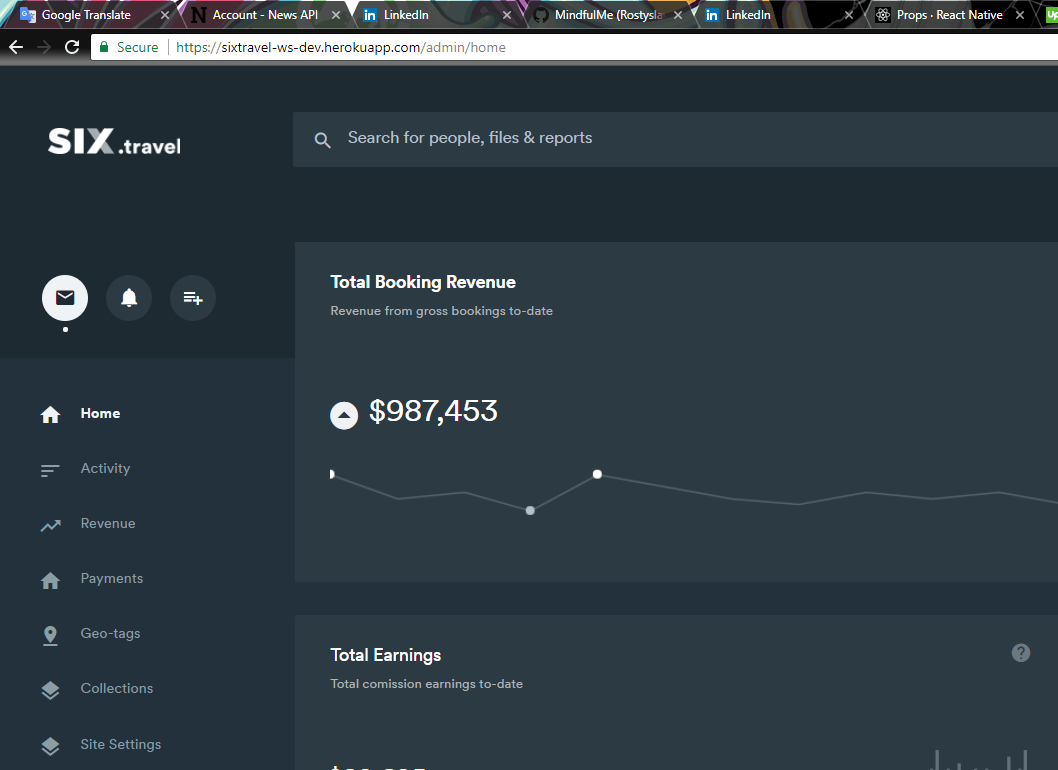 Google Translate
Account - News API
LinkedIn
MindfulMe (Rostysla
LinkedIn
Props · React Native
Secure
https://sixtravel-ws-dev.herokuapp.com/admin/home
SIX.travel
Search for people, files & reports
Total Booking Revenue
Revenue from gross bookings to-date
$987,453
Home
Activity
Revenue
Payments
Geo-tags
Collections
Site Settings
Total Earnings
?
Total comission earnings to-date